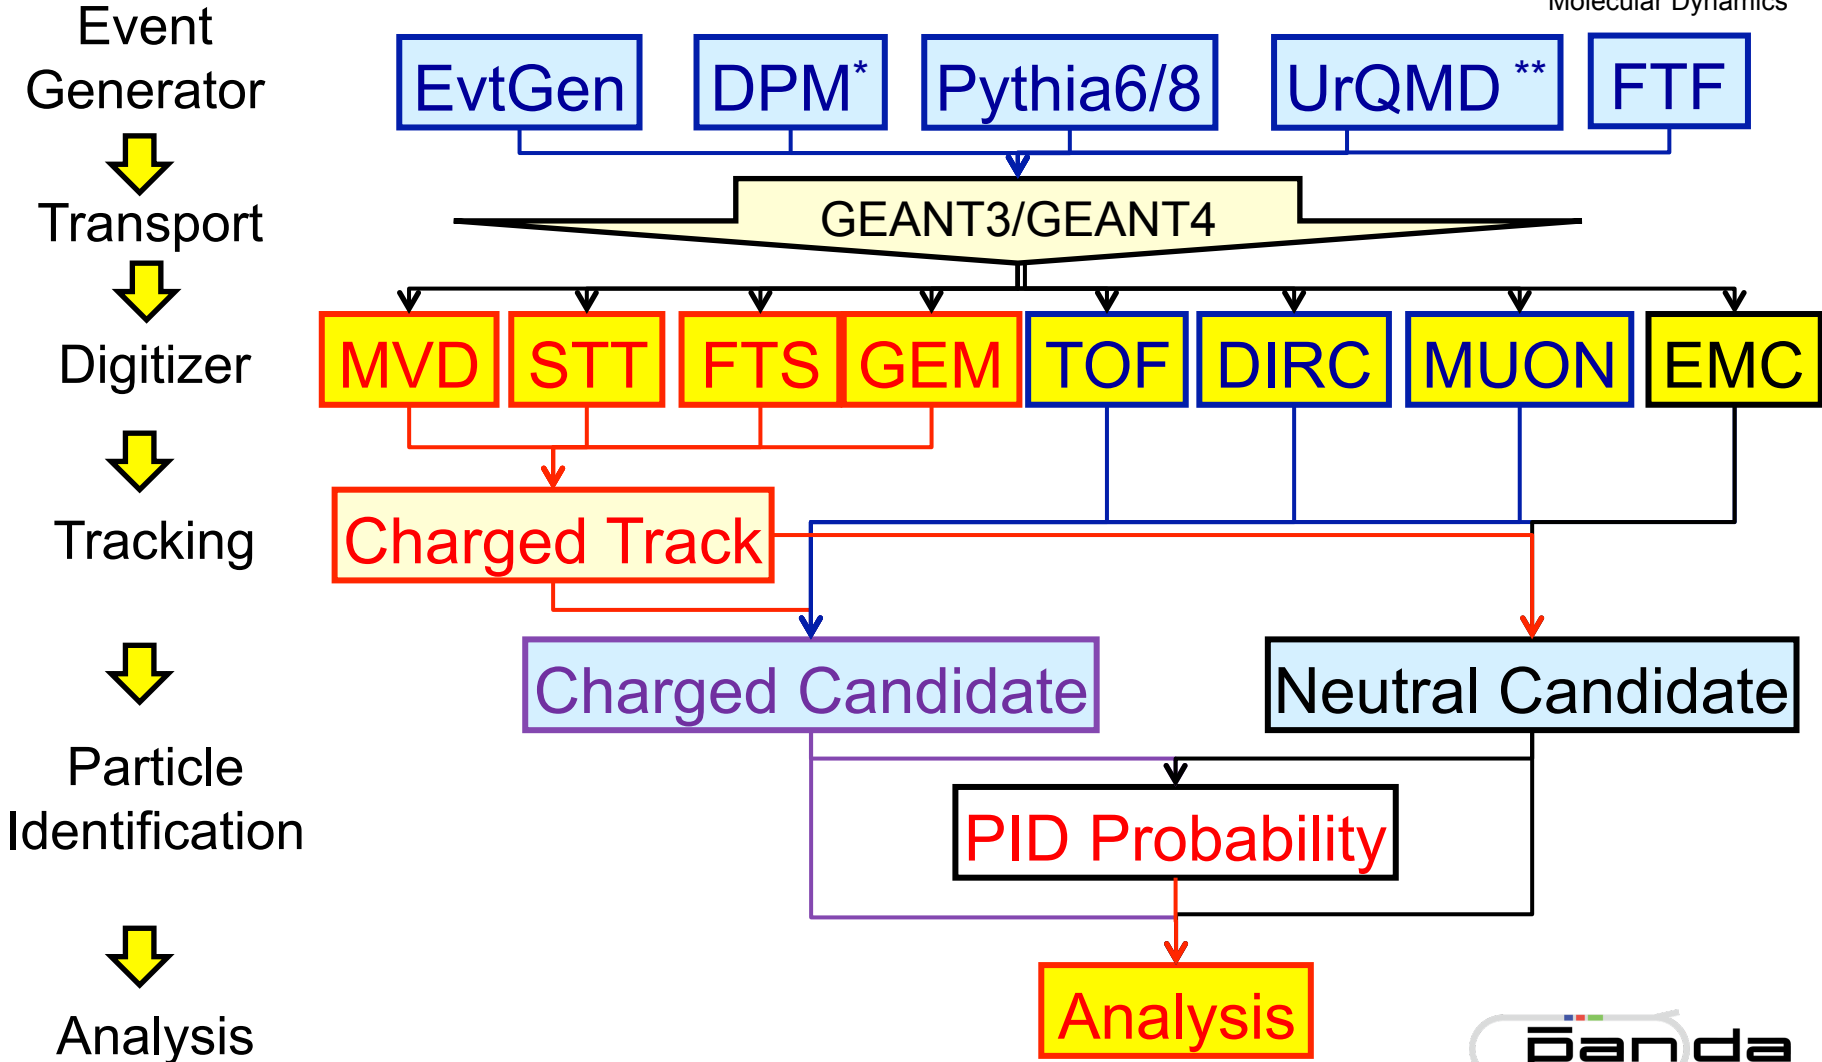 Molecular Dynamics
Event
Generator
EvtGen DPM* Pythia6/8 UrQMD ** FTF
Transport
GEANT3/GEANT4
Digitizer
MVD STT FTS GEM TOF DIRC MUON EMC
Tracking
Charged Track
Charged Candidate Neutral Candidate
Particle
Identification
PID Probability
Analysis
Analysis
panda